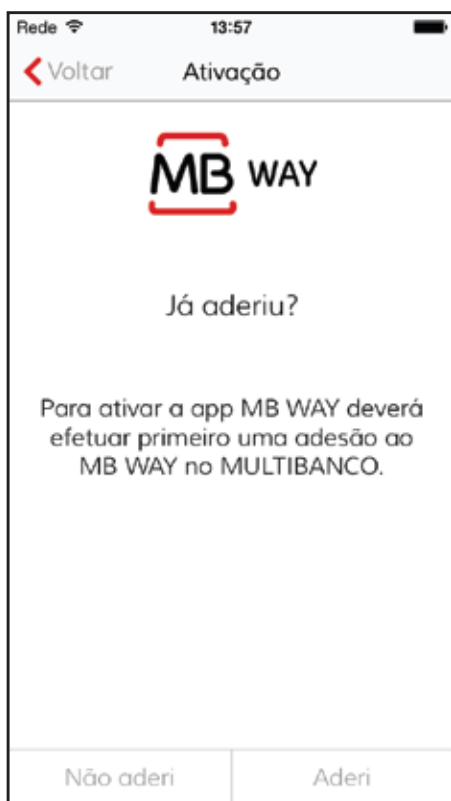 Rede 13:57
Voltar Ativação
MB WAY
Já aderiu?
Para ativar a app MB WAY deverá
efetuar primeiro uma adesão ao
MB WAY no MULTIBANCO.
Não aderi Aderi